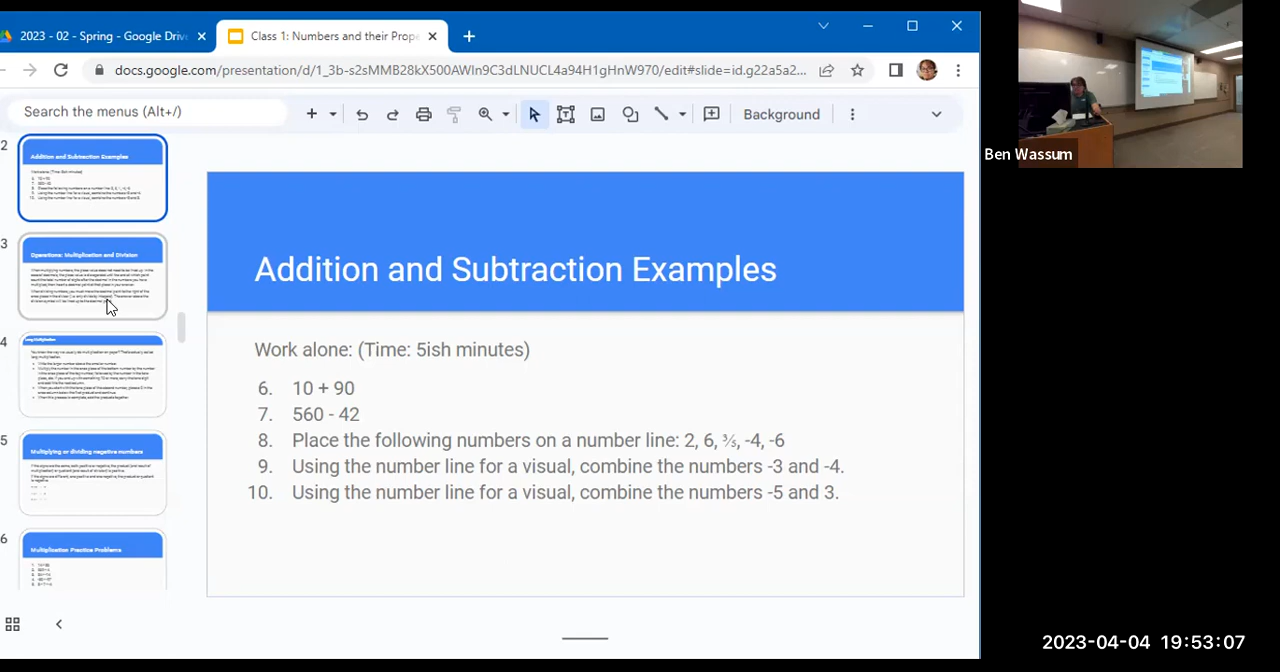 2023 - 02 - Spring - Google Driv
Class 1: Numbers and their Prope
docs.google.com/presentation/d/1_3b-s2sMMB28kX500AWIn9C3dLNUCL4a94H1gHnW970/edit#slide=id.g22a5a2...
Search the menus (Alt+/)
Background
2
Addition and Subtraction Examples
3
Operations: Multiplication and Division
4
Long Multiplication
5
Multiplying or dividing negative numbers
6
Multiplication Practice Problems
Addition and Subtraction Examples
Work alone: (Time: 5ish minutes)
6. 10 + 90
7. 560 - 42
8. Place the following numbers on a number line: 2, 6, ⅗, -4, -6
9. Using the number line for a visual, combine the numbers -3 and -4.
10. Using the number line for a visual, combine the numbers -5 and 3.
Ben Wassum
2023-04-04 19:53:07